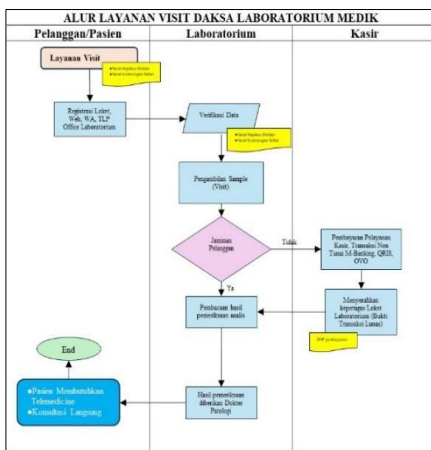 ALUR LAYANAN VISIT DAKSA LABORATORIUM MEDIK
Pelanggan/Pasien
Laboratorium
Kasir
Layanan Visit
Registrasi Loket,
Web, WA, TLP
Office Laboratorium
Verifikasi Data
Pengambilan Sample
(Visit)
Jaminan
Pelanggan
Tidak
Ya
Pembayaran Pelayanan
Kasir, Transaksi Non
Tunai M-Banking, QRIS,
OVO
Menyerahkan
kepetugas Loket
Laboratorium (Bukti
Transaksi Lunas)
Pembacaan hasil
pemeriksaan analis
Hasil pemeriksaan
diberikan Dokter
Patologi
End
●Pasien Membutuhkan
Telemedicine
●Konsultasi Langsung